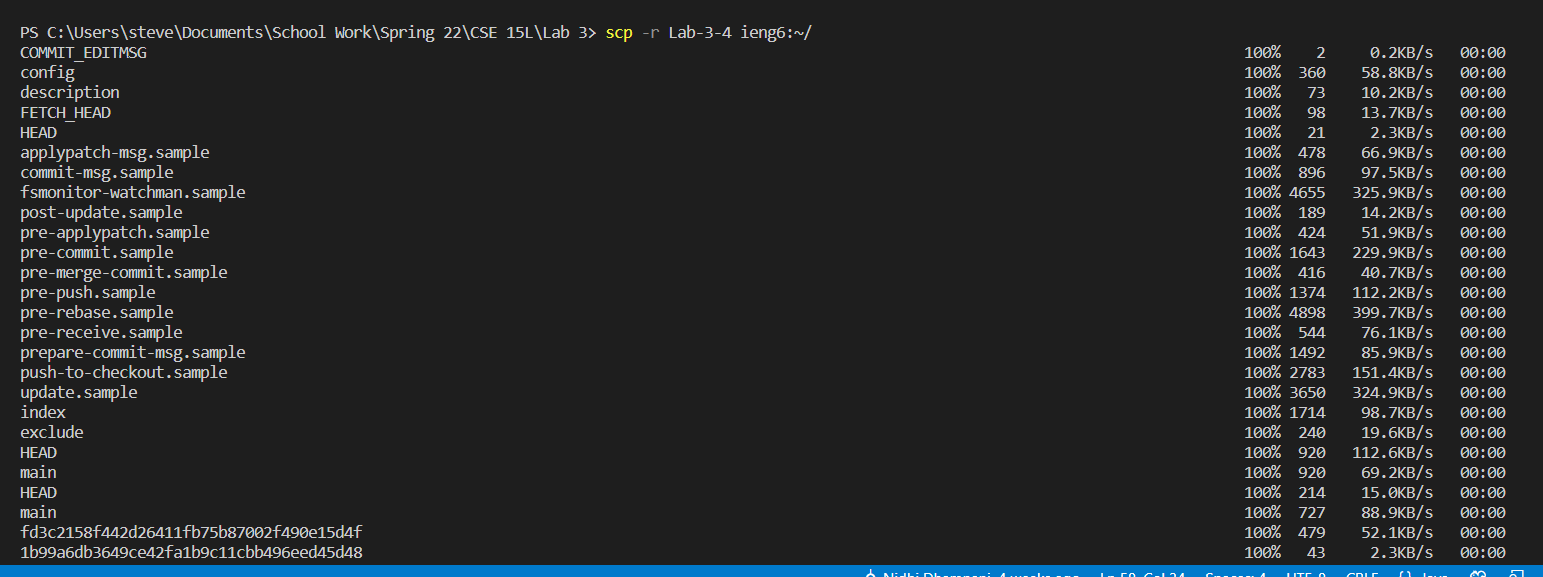 PS C:\Users\steve\Documents\School Work\Spring 22\CSE 15L\Lab 3> scp -r Lab-3-4 ieng6:~/
COMMIT_EDITMSG 100% 2 0.2KB/s 00:00
config 100% 360 58.8KB/s 00:00
description 100% 73 10.2KB/s 00:00
FETCH_HEAD 100% 98 13.7KB/s 00:00
HEAD 100% 21 2.3KB/s 00:00
applypatch-msg.sample 100% 478 66.9KB/s 00:00
commit-msg.sample 100% 896 97.5KB/s 00:00
fsmonitor-watchman.sample 100% 4655 325.9KB/s 00:00
post-update.sample 100% 189 14.2KB/s 00:00
pre-applypatch.sample 100% 424 51.9KB/s 00:00
pre-commit.sample 100% 1643 229.9KB/s 00:00
pre-merge-commit.sample 100% 416 40.7KB/s 00:00
pre-push.sample 100% 1374 112.2KB/s 00:00
pre-rebase.sample 100% 4898 399.7KB/s 00:00
pre-receive.sample 100% 544 76.1KB/s 00:00
prepare-commit-msg.sample 100% 1492 85.9KB/s 00:00
push-to-checkout.sample 100% 2783 151.4KB/s 00:00
update.sample 100% 3650 324.9KB/s 00:00
index 100% 1714 98.7KB/s 00:00
exclude 100% 240 19.6KB/s 00:00
HEAD 100% 920 112.6KB/s 00:00
main 100% 920 69.2KB/s 00:00
HEAD 100% 214 15.0KB/s 00:00
main 100% 727 88.9KB/s 00:00
fd3c2158f442d26411fb75b87002f490e15d4f 100% 479 52.1KB/s 00:00
1b99a6db3649ce42fa1b9c11cbb496eed45d48 100% 43 2.3KB/s 00:00